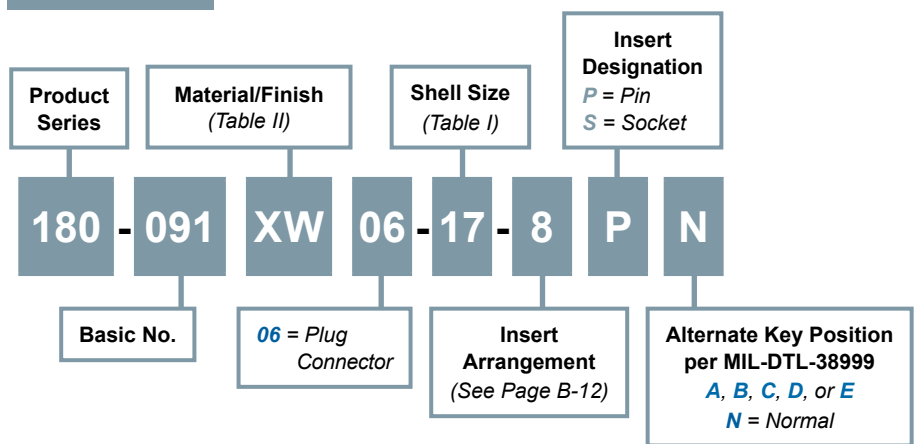 Product
Series
Material/Finish
(Table II)
Shell Size
(Table I)
Insert
Designation
P = Pin
S = Socket
180 - 091 XW 06 - 17 - 8 P N
Basic No.
06 = Plug
Connector
Insert
Arrangement
(See Page B-12)
Alternate Key Position
per MIL-DTL-38999
A, B, C, D, or E
N = Normal